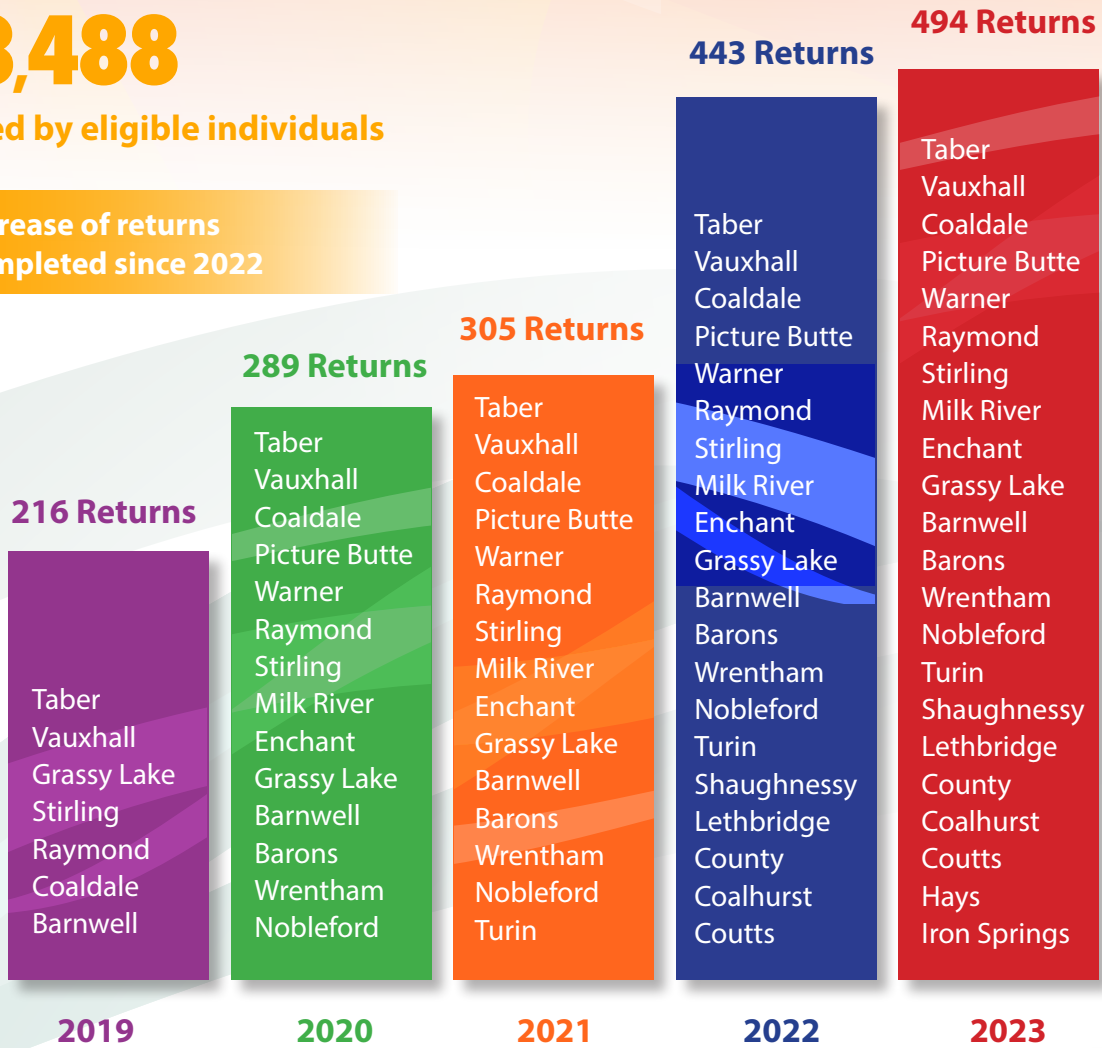 ,488
by eligible individuals
of returns
since 2022
216 Returns
Taber
Vauxhall
Grassy Lake
Stirling
Raymond
Coaldale
Barnwell
2019
289 Returns
Taber
Vauxhall
Coaldale
Picture Butte
Warner
Raymond
Stirling
Milk River
Enchant
Grassy Lake
Barnwell
Barons
Wrentham
Nobleford
2020
305 Returns
Taber
Vauxhall
Coaldale
Picture Butte
Warner
Raymond
Stirling
Milk River
Enchant
Grassy Lake
Barnwell
Barons
Wrentham
Nobleford
Turin
2021
443 Returns
Taber
Vauxhall
Coaldale
Picture Butte
Warner
Raymond
Stirling
Milk River
Enchant
Grassy Lake
Barnwell
Barons
Wrentham
Nobleford
Turin
Shaughnessy
Lethbridge
County
Coalhurst
Coutts
2022
494 Returns
Taber
Vauxhall
Coaldale
Picture Butte
Warner
Raymond
Stirling
Milk River
Enchant
Grassy Lake
Barnwell
Barons
Wrentham
Nobleford
Turin
Shaughnessy
Lethbridge
County
Coalhurst
Coutts
Hays
Iron Springs
2023